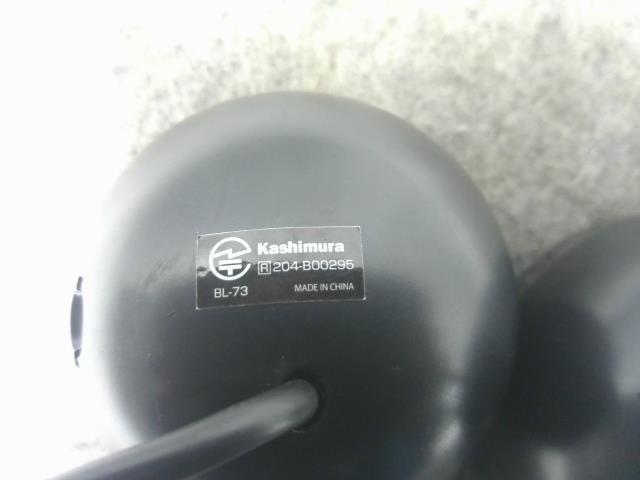 Kashimura
R 204-B00295
BL-73 MADE IN CHINA